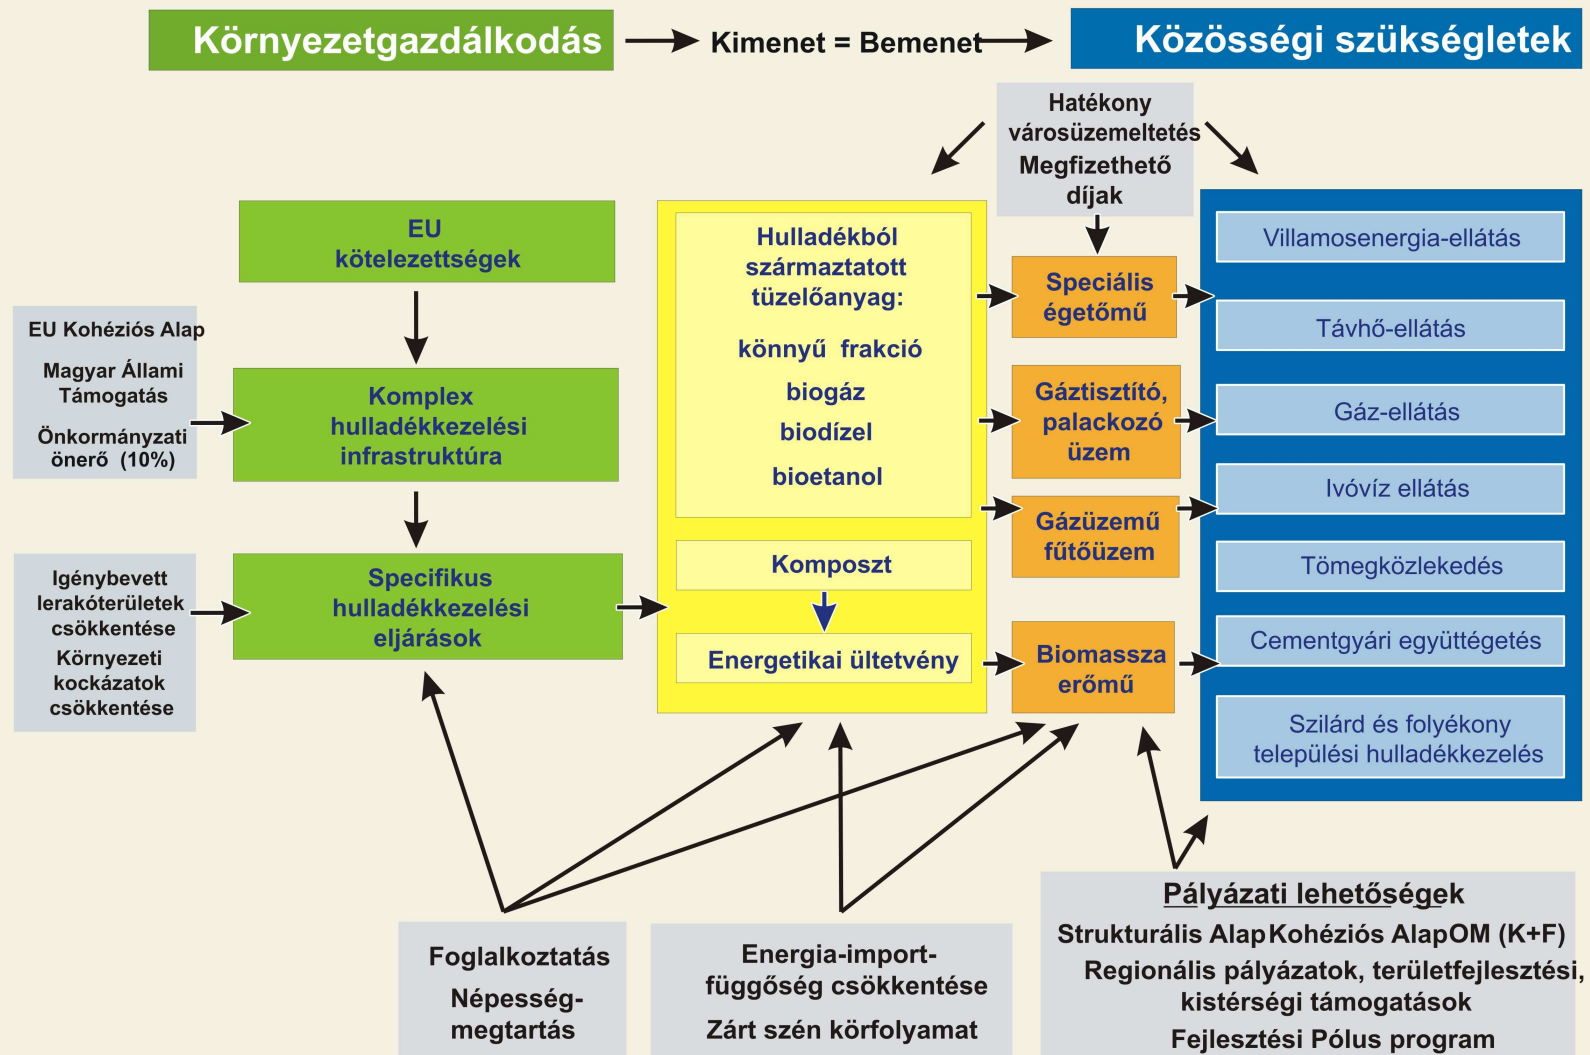 Környezetgazdálkodás
Kimenet = Bemenet
Közösségi szükségletek
Hatékony
városüzemeltetés
Megfizethető
díjak
EU
kötelezettségek
EU Kohéziós Alap
Magyar Állami
Támogatás
Önkormányzati
önerő (10%)
Komplex
hulladékkezelési
infrastruktúra
Igénybevett
lerakóterületek
csökkentése
Környezeti
kockázatok
csökkentése
Specifikus
hulladékkezelési
eljárások
Hulladékból
származtatott
tüzelőanyag:
könnyű frakció
biogáz
biodízel
bioetanol
Komposzt
Energetikai ültetvény
Speciális
égetőmű
Gáztisztító,
palackozó
üzem
Gázüzemű
fűtőüzem
Biomassza
erőmű
Villamosenergia-ellátás
Távhő-ellátás
Gáz-ellátás
Ivóvíz ellátás
Tömegközlekedés
Cementgyári együttégetés
Szilárd és folyékony
települési hulladékkezelés
Foglalkoztatás
Népesség-
megtartás
Energia-import-
függőség csökkentése
Zárt szén körfolyamat
Pályázati lehetőségek
Strukturális Alap Kohéziós Alap OM (K+F)
Regionális pályázatok, területfejlesztési,
kistérségi támogatások
Fejlesztési Pólus program